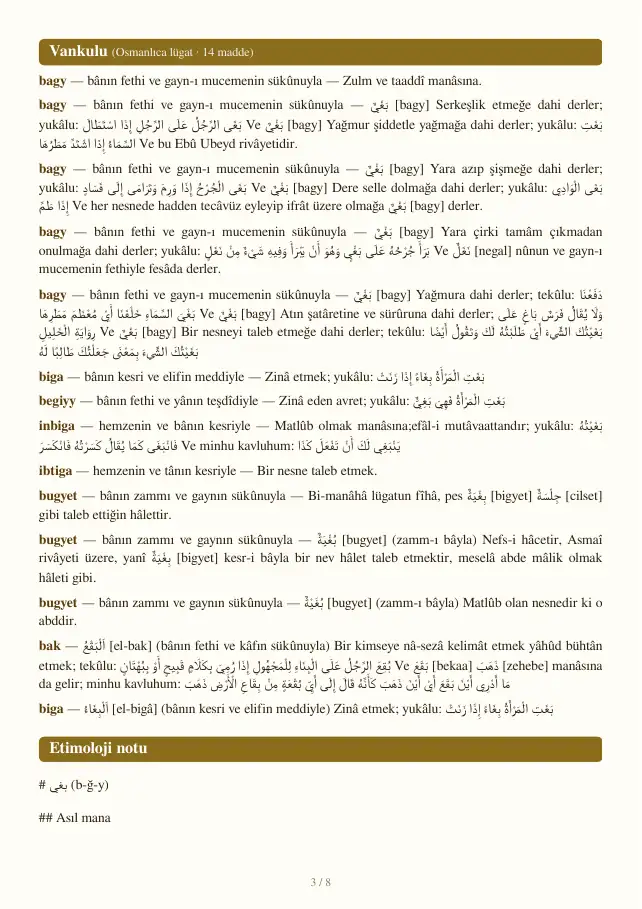 Vankulu (Osmanlıca lügat · 14 madde)
bagy — bânın fethi ve gayn-ı mucemenin sükûnuyla — Zulm ve taaddî manâsına.
bagy — bânın fethi ve gayn-ı mucemenin sükûnuyla — بَغْيٌ [bagy] Serkeşlik etmeğe dahi derler;
yukâlu: بَغَى الرَّجُلُ عَلَى الرَّجُلِ إِذَا اسْتَطَالَ Ve بَغْيٌ [bagy] Yağmur şiddetle yağmağa dahi derler; yukâlu: بَغَتِ
السَّمَاءُ إِذَا اشْتَدَّ مَطَرُهَا Ve bu Ebû Ubeyd rivâyetidir.
bagy — bânın fethi ve gayn-ı mucemenin sükûnuyla — بَغْيٌ [bagy] Yara azıp şişmeğe dahi derler;
yukâlu: بَغَى الْجُرْحُ إِذَا وَرِمَ وَتَرَامَى إِلَى فَسَادٍ Ve بَغْيٌ [bagy] Dere selle dolmağa dahi derler; yukâlu: بَغَى الْوَادِي
إِذَا طَمَّ Ve her nesnede hadden tecâvüz eyleyip ifrât üzere olmağa بَغْيٌ [bagy] derler.
bagy — bânın fethi ve gayn-ı mucemenin sükûnuyla — بَغْيٌ [bagy] Yara çirki tamâm çıkmadan
onulmağa dahi derler; yukâlu: بَرَأَ جُرْحُهُ عَلَى بَغْيٍ وَهُوَ أَنْ يَبْرَأَ وَفِيهِ شَيْءٌ مِنْ نَغَلٍ Ve نَغَلٌ [negal] nûnun ve gayn-ı
mucemenin fethiyle fesâda derler.
bagy — bânın fethi ve gayn-ı mucemenin sükûnuyla — بَغْيٌ [bagy] Yağmura dahi derler; tekûlu: دَفَعْنَا
بَغْيَ السَّمَاءِ خَلْفَنَا أَيْ مُعْظَمَ مَطَرِهَا Ve بَغْيٌ [bagy] Atın şatâretine ve sürûruna dahi derler; وَلَا يُقَالُ فَرَسٌ بَاغٍ عَلَى
رِوَايَةِ الْخَلِيلِ Ve بَغْيٌ [bagy] Bir nesneyi taleb etmeğe dahi derler; tekûlu: بَغَيْتُكَ الشَّيْءَ أَيْ طَلَبْتُهُ لَكَ وَتَقُولُ أَيْضًا
بَغَيْتُكَ الشَّيْءَ بِمَعْنَى جَعَلْتُكَ طَالِبًا لَهُ
biga — bânın kesri ve elifin meddiyle — Zinâ etmek; yukâlu: بَغَتِ الْمَرْأَةُ بِغَاءً إِذَا زَنَتْ
begiyy — bânın fethi ve yânın teşdîdiyle — Zinâ eden avret; yukâlu: بَغَتِ الْمَرْأَةُ فَهِيَ بَغِيٌّ
inbiga — hemzenin ve bânın kesriyle — Matlûb olmak manâsına;efâl-i mutâvaattandır; yukâlu: بَغَيْتُهُ
فَانْبَغَى كَمَا يُقَالُ كَسَرْتُهُ فَانْكَسَرَ Ve minhu kavluhum: يَنْبَغِي لَكَ أَنْ تَفْعَلَ كَذَا
ibtiga — hemzenin ve tânın kesriyle — Bir nesne taleb etmek.
bugyet — bânın zammı ve gaynın sükûnuyla — Bi-manâhâ lügatun fîhâ, pes بِغْيَةٌ [bigyet] جِلْسَةٌ [cilset]
gibi taleb ettiğin hâlettir.
bugyet — bânın zammı ve gaynın sükûnuyla — بُغْيَةٌ [bugyet] (zamm-ı bâyla) Nefs-i hâcetir, Asmaî
rivâyeti üzere, yanî بِغْيَةٌ [bigyet] kesr-i bâyla bir nev hâlet taleb etmektir, meselâ abde mâlik olmak
hâleti gibi.
bugyet — bânın zammı ve gaynın sükûnuyla — بُغْيَةٌ [bugyet] (zamm-ı bâyla) Matlûb olan nesnedir ki o
abddir.
bak — اَلْبَقْعُ [el-bak] (bânın fethi ve kâfın sükûnuyla) Bir kimseye nâ-sezâ kelimât etmek yâhûd bühtân
etmek; tekûlu: بُقِعَ الرَّجُلُ عَلَى الْبِنَاءِ لِلْمَجْهُولِ إِذَا رُمِيَ بِكَلَامٍ قَبِيحٍ أَوْ بِبُهْتَانٍ Ve بَقَعَ [bekaa] ذَهَبَ [zehebe] manâsına
da gelir; minhu kavluhum: مَا أَدْرِي أَيْنَ بَقَعَ أَيْ أَيْنَ ذَهَبَ كَأَنَّهُ قَالَ إِلَى أَيِّ بُقْعَةٍ مِنْ بِقَاعِ الْأَرْضِ ذَهَبَ
biga — اَلْبِغَاءُ [el-bigâ] (bânın kesri ve elifin meddiyle) Zinâ etmek; yukâlu: بَغَتِ الْمَرْأَةُ بِغَاءً إِذَا زَنَتْ
Etimoloji notu
# بغي (b-ğ-y)
## Asıl mana
3 / 8